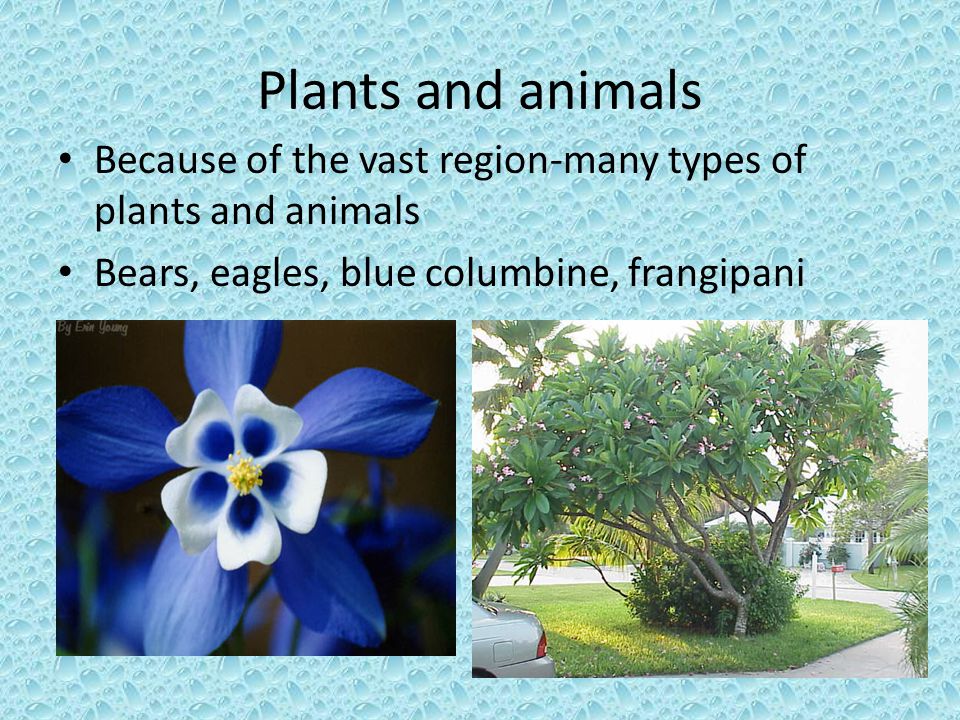 Plants and animals
• Because of the vast region-many types of
plants and animals
• Bears, eagles, blue columbine, frangipani
By Erin Young